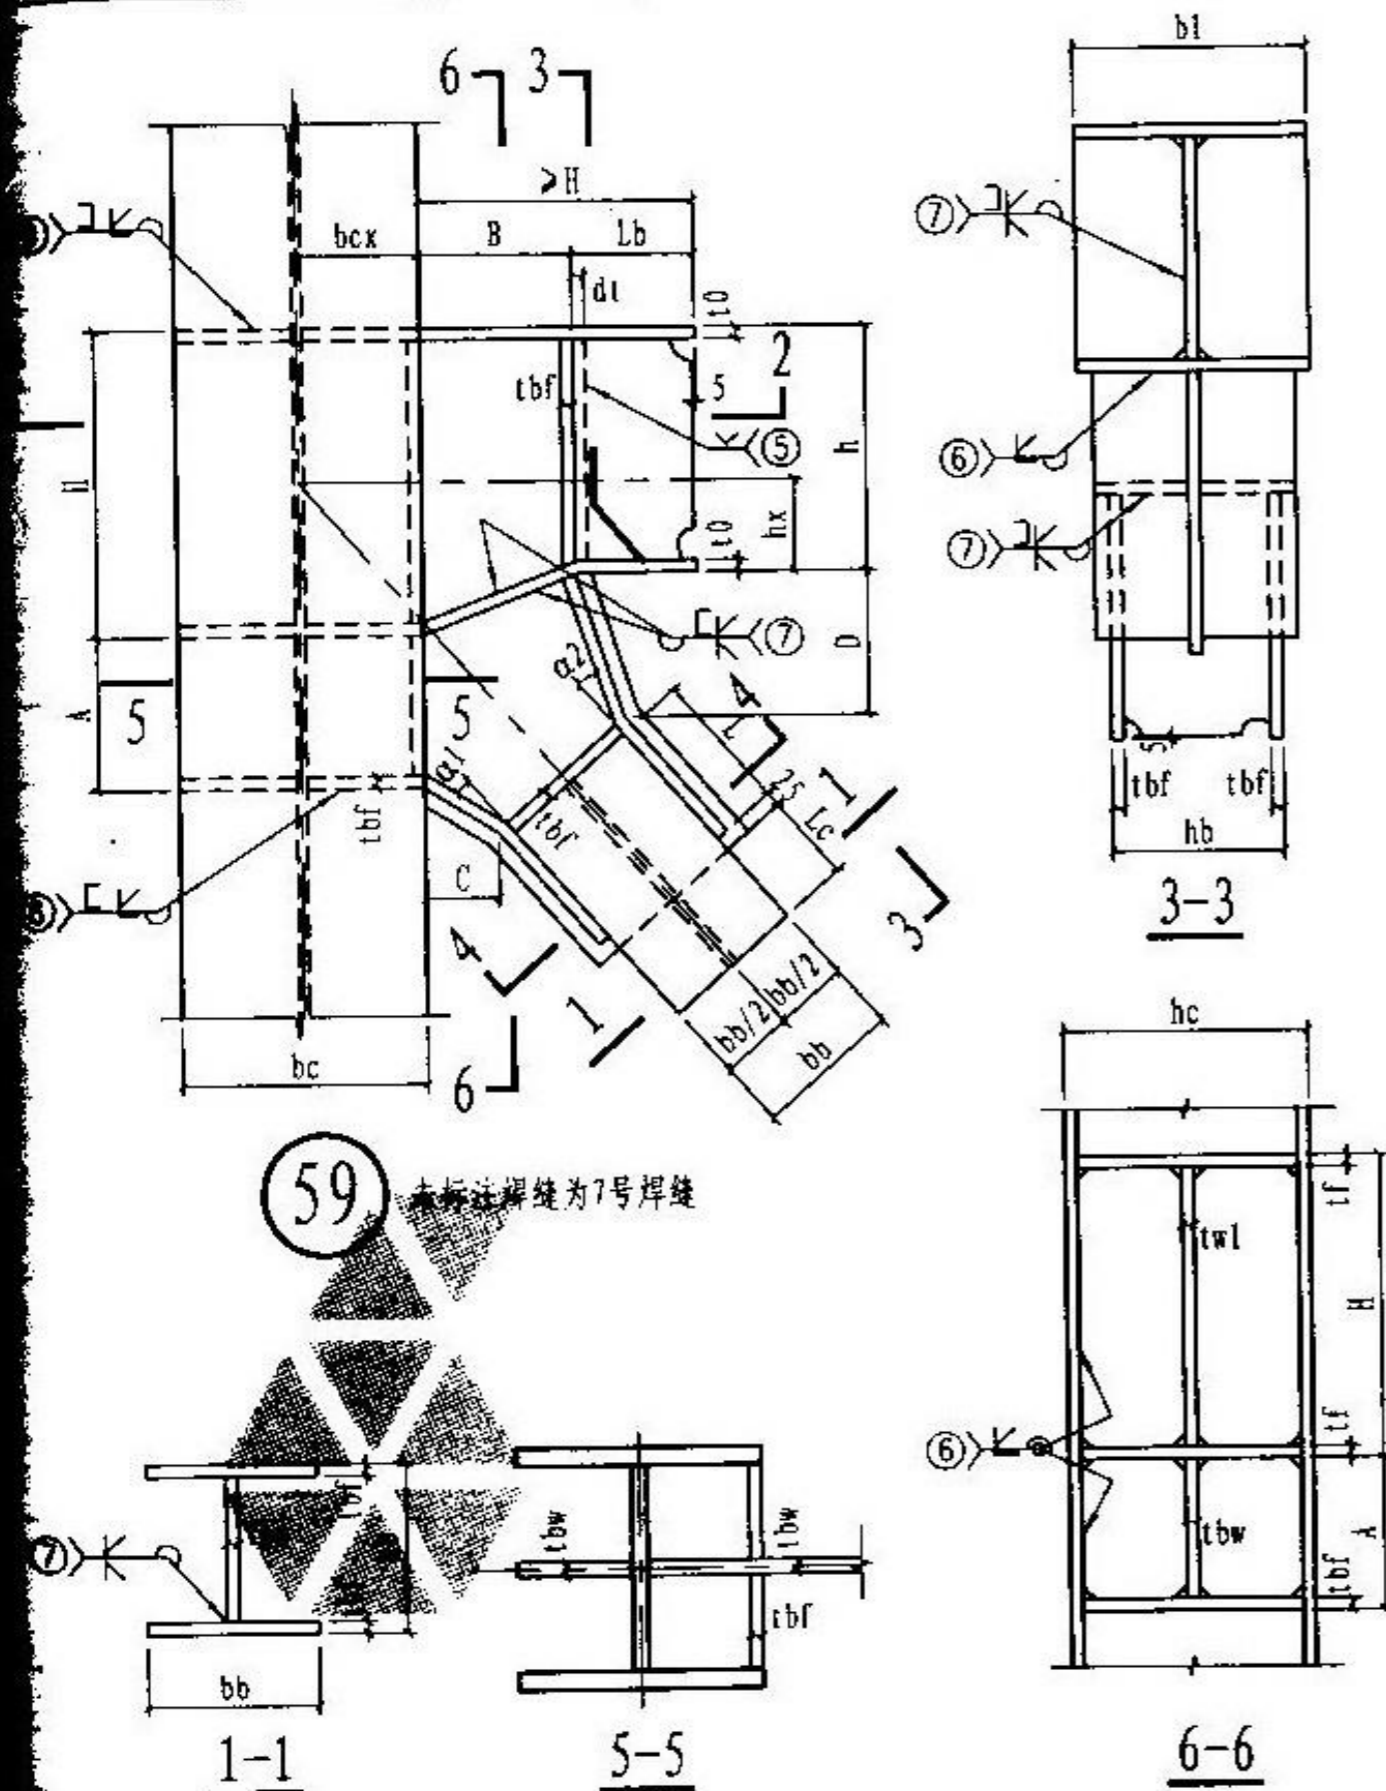 6 3
b1
≥H
⑦
bcx B Lb
dt
t0
2
tbf
5
⑤
h
H
hx
t0
⑥
⑦
⑦
D
α2
A
5
5
4
L
α1
25
1
tbf
tbf
Lc
tbf
tbf
hb
C
3-3
3
4
1
bb/2
bb/2
bb
hc
bc
6
59
未标注焊缝为7号焊缝
tf
tw1
H
tf
⑥
tbf
tbw
tbw
⑦
tbw
A
tbf
tbf
bb
1-1
5-5
6-6